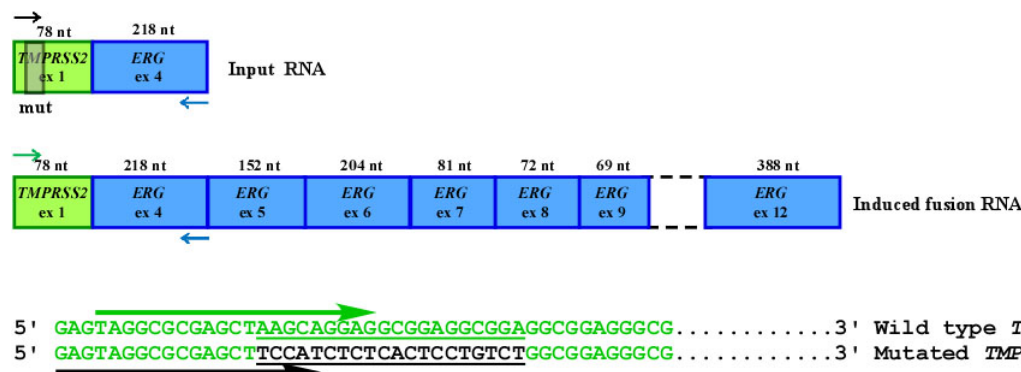 78 nt 218 nt
TMPRSS2 ex 1
ERG ex 4
Input RNA
mut
78 nt 218 nt 152 nt 204 nt 81 nt 72 nt 69 nt 388 nt
TMPRSS2 ERG ERG ERG ERG ERG ERG ERG
ex 1 ex 4 ex 5 ex 6 ex 7 ex 8 ex 9 ex 12
Induced fusion RNA
5' GAGTAGGCGCGAGCTAAGCAGGAGGCGGAGGCGGAGGCGGAGGGCG............3' Wild type T
5' GAGTAGGCGCGAGCTTCCATCTCTCACTCCTGTCTGGCGGAGGGCG............3' Mutated TMP